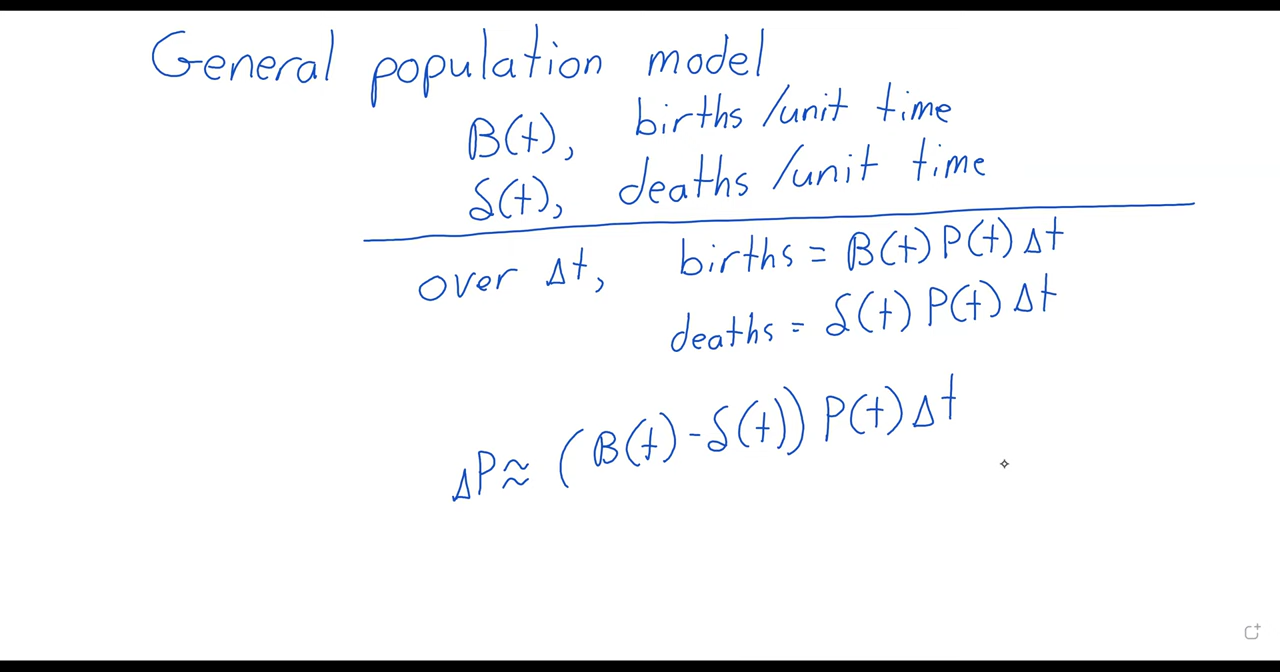 General population model
β(t), births /unit time
δ(t), deaths /unit time
over Δt, births = β(t) P(t) Δt
deaths = δ(t) P(t) Δt
ΔP ≈ (β(t) - δ(t)) P(t) Δt